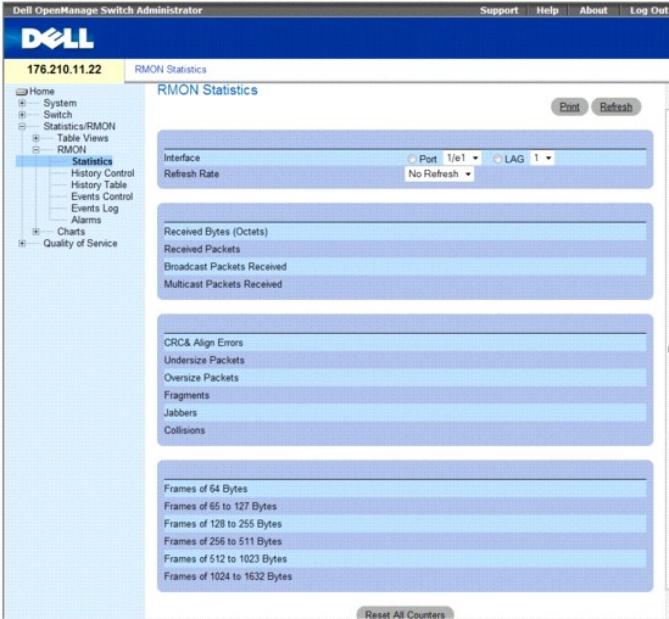 Dell OpenManage Switch Administrator
Support Help About Log Out
DELL
176.210.11.22
RMON Statistics
Home
System
Switch
Statistics/RMON
Table Views
RMON
Statistics
History Control
History Table
Events Control
Events Log
Alarms
Charts
Quality of Service
RMON Statistics
Print Refresh
Interface Port 1/e1 LAG 1
Refresh Rate No Refresh
Received Bytes (Octets)
Received Packets
Broadcast Packets Received
Multicast Packets Received
CRC& Align Errors
Undersize Packets
Oversize Packets
Fragments
Jabbers
Collisions
Frames of 64 Bytes
Frames of 65 to 127 Bytes
Frames of 128 to 255 Bytes
Frames of 256 to 511 Bytes
Frames of 512 to 1023 Bytes
Frames of 1024 to 1632 Bytes
Reset All Counters